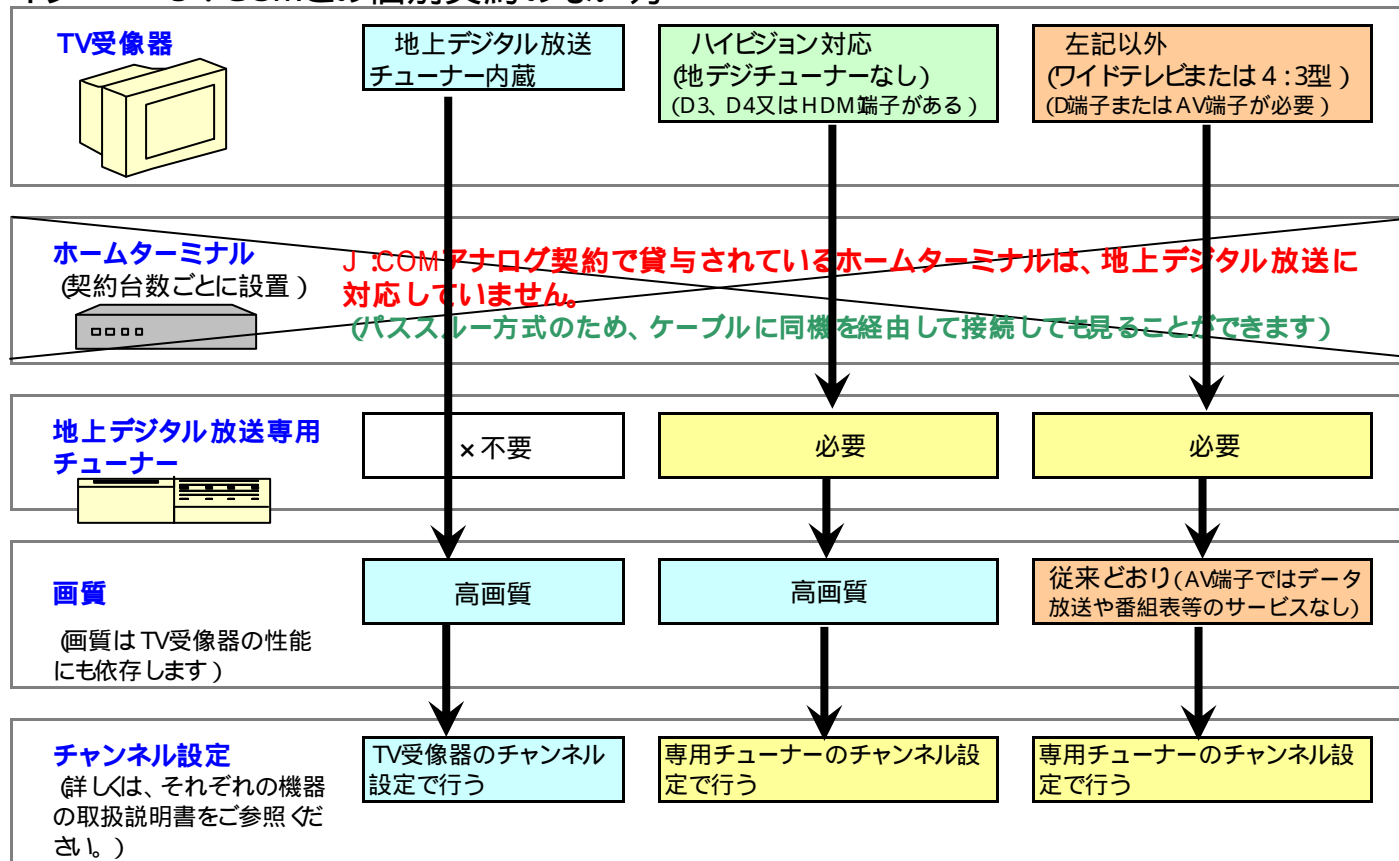 TV受像器
地上デジタル放送
チューナー内蔵
ハイビジョン対応
(地デジチューナーなし)
(D3、D4又はHDMI端子がある)
左記以外
(ワイドテレビまたは4:3型)
(D端子またはAV端子が必要)
ホームターミナル
(契約台数ごとに設置)
J:COMアナログ契約で貸与されているホームターミナルは、地上デジタル放送に
対応していません。
(パススルー方式のため、ケーブルに同機を経由して接続しても見ることができます)
地上デジタル放送専用
チューナー
×不要
必要
必要
画質
(画質はTV受像器の性能
にも依存します)
高画質
高画質
従来どおり(AV端子ではデータ
放送や番組表等のサービスなし)
チャンネル設定
(詳しくは、それぞれの機器
の取扱説明書をご参照くだ
さい。)
TV受像器のチャンネル
設定で行う
専用チューナーのチャンネル設
定で行う
専用チューナーのチャンネル設
定で行う